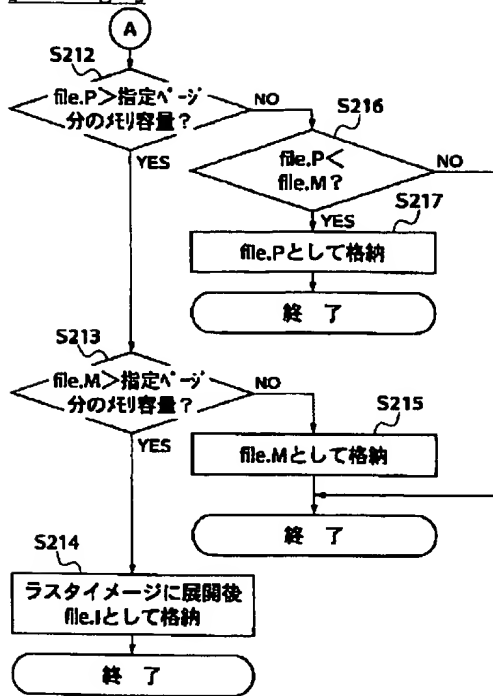 A
S212
file.P＞指定ページ
分のメモリ容量？
NO
YES
S216
file.P＜
file.M？
NO
YES
S217
file.Pとして格納
終 了
S213
file.M＞指定ページ
分のメモリ容量？
NO
YES
S215
file.Mとして格納
終 了
S214
ラスタイメージに展開後
file.Iとして格納
終 了